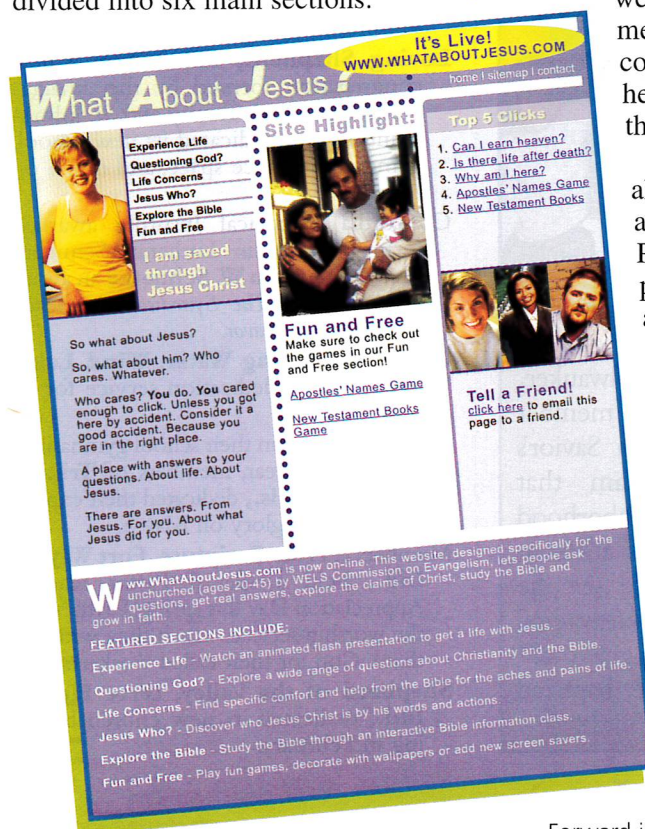 divided into six main sections.
It's Live!
WWW.WHATABOUTJESUS.COM
What About Jesus?
home | sitemap | contact
Experience Life
Questioning God?
Life Concerns
Jesus Who?
Explore the Bible
Fun and Free
I am saved
through
Jesus Christ
So what about Jesus?
So, what about him? Who
cares. Whatever.
Who cares? You do. You cared
enough to click. Unless you got
here by accident. Consider it a
good accident. Because you
are in the right place.
A place with answers to your
questions. About life. About
Jesus.
There are answers. From
Jesus. For you. About what
Jesus did for you.
Site Highlight:
Fun and Free
Make sure to check out
the games in our Fun
and Free section!
Apostles' Names Game
New Testament Books
Game
Top 5 Clicks
1. Can I earn heaven?
2. Is there life after death?
3. Why am I here?
4. Apostles' Names Game
5. New Testament Books
Tell a Friend!
click here to email this
page to a friend.
Www.WhatAboutJesus.com is now on-line. This website, designed specifically for the
unchurched (ages 20-45) by WELS Commission on Evangelism, lets people ask
questions, get real answers, explore the claims of Christ, study the Bible and
grow in faith.
FEATURED SECTIONS INCLUDE:
Experience Life - Watch an animated flash presentation to get a life with Jesus.
Questioning God? - Explore a wide range of questions about Christianity and the Bible.
Life Concerns - Find specific comfort and help from the Bible for the aches and pains of life.
Jesus Who? - Discover who Jesus Christ is by his words and actions.
Explore the Bible - Study the Bible through an interactive Bible information class.
Fun and Free - Play fun games, decorate with wallpapers or add new screen savers.